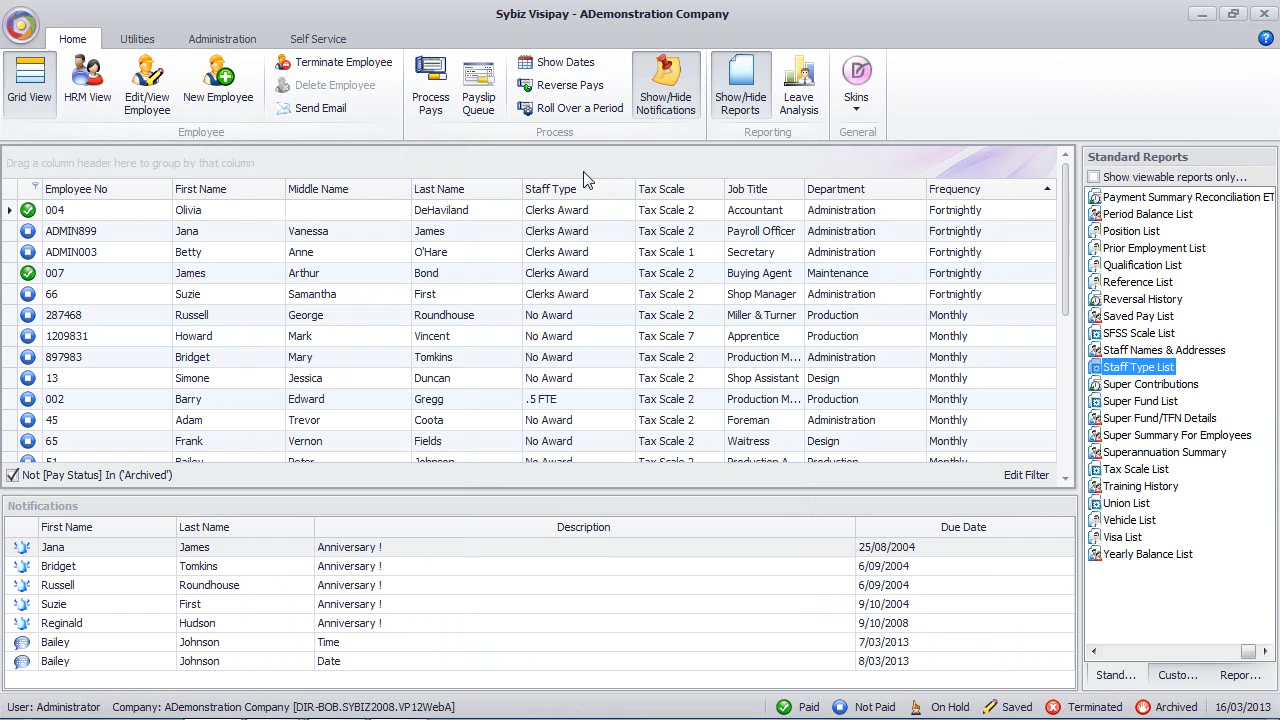 Sybiz Visipay - ADemonstration Company
Home Utilities Administration Self Service
Grid View HRM View Edit/View Employee New Employee Terminate Employee Delete Employee Send Email Employee
Process Pays Payslip Queue Show Dates Reverse Pays Roll Over a Period Show/Hide Notifications Process
Show/Hide Reports Leave Analysis Reporting Skins General
Drag a column header here to group by that column
Employee No First Name Middle Name Last Name Staff Type Tax Scale Job Title Department Frequency
004 Olivia DeHaviland Clerks Award Tax Scale 2 Accountant Administration Fortnightly
ADMIN899 Jana Vanessa James Clerks Award Tax Scale 2 Payroll Officer Administration Fortnightly
ADMIN003 Betty Anne O'Hare Clerks Award Tax Scale 1 Secretary Administration Fortnightly
007 James Arthur Bond Clerks Award Tax Scale 2 Buying Agent Maintenance Fortnightly
66 Suzie Samantha First Clerks Award Tax Scale 2 Shop Manager Administration Fortnightly
287468 Russell George Roundhouse No Award Tax Scale 2 Miller & Turner Production Monthly
1209831 Howard Mark Vincent No Award Tax Scale 7 Apprentice Production Monthly
897983 Bridget Mary Tomkins No Award Tax Scale 2 Production M... Administration Monthly
13 Simone Jessica Duncan No Award Tax Scale 2 Shop Assistant Design Monthly
002 Barry Edward Gregg .5 FTE Tax Scale 2 Production M... Production Monthly
45 Adam Trevor Coota No Award Tax Scale 2 Foreman Administration Monthly
65 Frank Vernon Fields No Award Tax Scale 2 Waitress Design Monthly
51 Bailey Peter Johnson No Award Tax Scale 2 Production A Production Monthly
Not [Pay Status] In ('Archived') Edit Filter
Notifications
First Name Last Name Description Due Date
Jana James Anniversary ! 25/08/2004
Bridget Tomkins Anniversary ! 6/09/2004
Russell Roundhouse Anniversary ! 6/09/2004
Suzie First Anniversary ! 9/10/2004
Reginald Hudson Anniversary ! 9/10/2008
Bailey Johnson Time 7/03/2013
Bailey Johnson Date 8/03/2013
Standard Reports
Show viewable reports only...
Payment Summary Reconciliation ET
Period Balance List
Position List
Prior Employment List
Qualification List
Reference List
Reversal History
Saved Pay List
SFSS Scale List
Staff Names & Addresses
Staff Type List
Super Contributions
Super Fund List
Super Fund/TFN Details
Super Summary For Employees
Superannuation Summary
Tax Scale List
Training History
Union List
Vehicle List
Visa List
Yearly Balance List
Stand... Custo... Repor...
User: Administrator Company: ADemonstration Company [DIR-BOB.SYBIZ2008.VP12WebA] Paid Not Paid On Hold Saved Terminated Archived 16/03/2013